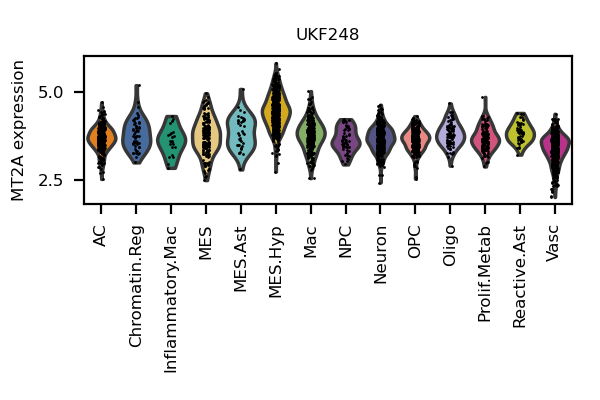 UKF248
MT2A expression
5.0
2.5
AC
Chromatin.Reg
Inflammatory.Mac
MES
MES.Ast
MES.Hyp
Mac
NPC
Neuron
OPC
Oligo
Prolif.Metab
Reactive.Ast
Vasc